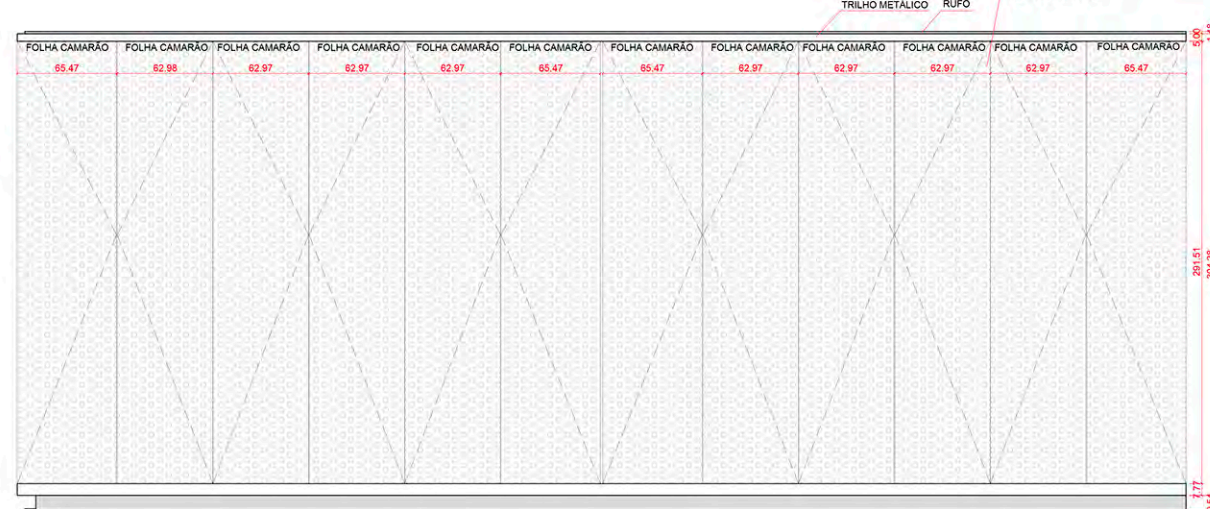 TRILHO METÁLICO RUFO
FOLHA CAMARÃO FOLHA CAMARÃO FOLHA CAMARÃO FOLHA CAMARÃO FOLHA CAMARÃO FOLHA CAMARÃO FOLHA CAMARÃO FOLHA CAMARÃO FOLHA CAMARÃO FOLHA CAMARÃO FOLHA CAMARÃO FOLHA CAMARÃO
65.47 62.98 62.97 62.97 62.97 65.47 65.47 62.97 62.97 62.97 62.97 65.47
5.00
291.51
7.77